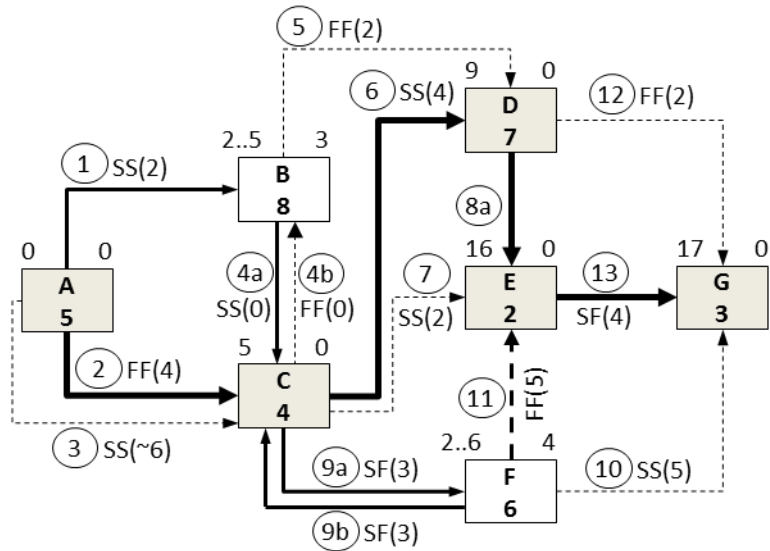 5 FF(2)
9 0
6 SS(4)
D
7
12 FF(2)
1 SS(2)
2..5 3
B
8
8a
0 0
A
5
4a
SS(0)
4b
FF(0)
7
SS(2)
16 0
E
2
13
SF(4)
17 0
G
3
2 FF(4)
5 0
C
4
11
FF(5)
3 SS(~6)
9a SF(3)
2..6 4
F
6
10 SS(5)
9b SF(3)